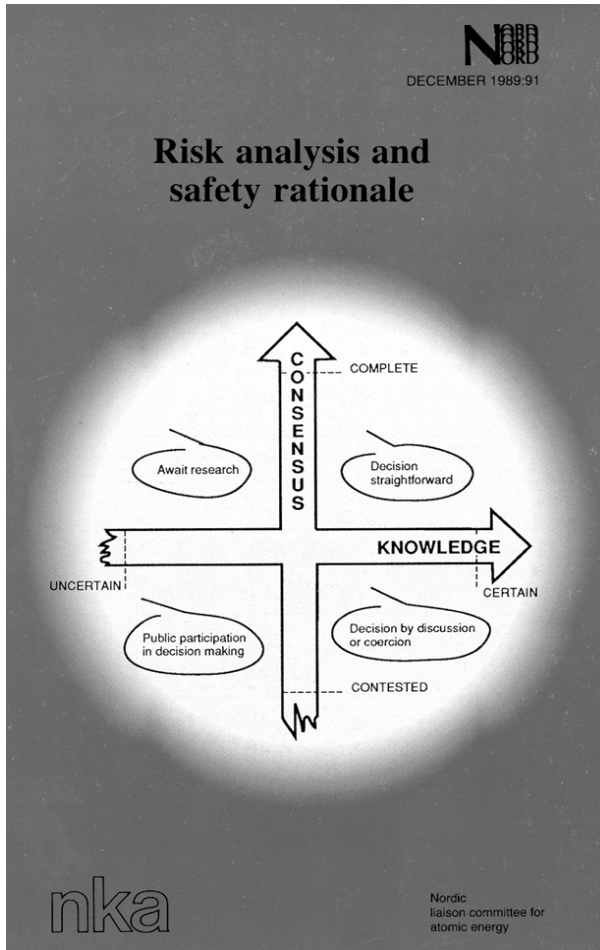 NORD
DECEMBER 1989:91
Risk analysis and
safety rationale
CONSENSUS
COMPLETE
Await research
Decision
straightforward
KNOWLEDGE
UNCERTAIN
CERTAIN
Public participation
in decision making
Decision by discussion
or coercion
CONTESTED
nka
Nordic
liaison committee for
atomic energy